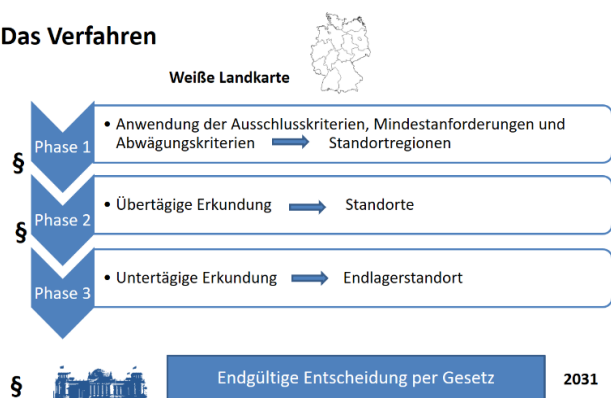 Das Verfahren
Weiße Landkarte
Phase 1
• Anwendung der Ausschlusskriterien, Mindestanforderungen und
Abwägungskriterien Standortregionen
§
Phase 2
• Übertägige Erkundung Standorte
§
Phase 3
• Untertägige Erkundung Endlagerstandort
§
Endgültige Entscheidung per Gesetz 2031